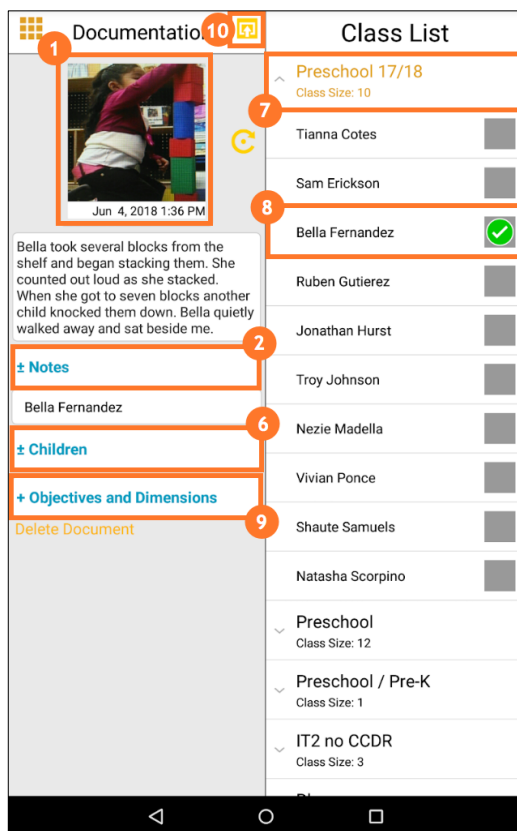 Documentation
10
Class List
1
Jun 4, 2018 1:36 PM
Bella took several blocks from the
shelf and began stacking them. She
counted out loud as she stacked.
When she got to seven blocks another
child knocked them down. Bella quietly
walked away and sat beside me.
2
± Notes
Bella Fernandez
6
± Children
+ Objectives and Dimensions
9
Delete Document
Preschool 17/18
Class Size: 10
7
Tianna Cotes
Sam Erickson
8
Bella Fernandez
Ruben Gutierez
Jonathan Hurst
Troy Johnson
Nezie Madella
Vivian Ponce
Shaute Samuels
Natasha Scorpino
Preschool
Class Size: 12
Preschool / Pre-K
Class Size: 1
IT2 no CCDR
Class Size: 3